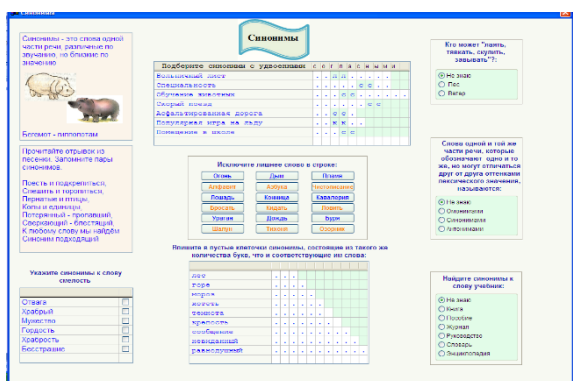 Синонимы
Синонимы - это слова одной
части речи, различные по
звучанию, но близкие по
значению
Бегемот - гиппопотам
Прочитайте отрывок из
песенки. Запомните пары
синонимов.
Поесть и подкрепиться,
Спешить и торопиться,
Пернатые и птицы,
Колы и единицы,
Потерянный - пропащий,
Сверкающий - блестящий,
К любому слову мы найдём
Синоним подходящий
Укажите синонимы к слову
смелость
Отвага
Храбрый
Мужество
Гордость
Храбрость
Бесстрашие
Синонимы
Подберите синонимы с удвоенными согласными
Больничный лист
. . л л . . . . .
Специальность
. . . . . с с . .
Обучение животных
. . . с с . . . . .
Скорый поезд
. . . . . . с с
Асфальтированная дорога
. . с с .
Популярная игра на льду
. . к к . .
Помещение в школе
. . . с с
Исключите лишнее слово в строке:
Огонь Дым Пламя
Алфавит Азбука Чистописание
Лошадь Конница Кавалерия
Бросать Кидать Ловить
Ураган Дождь Буря
Шалун Тихоня Озорник
Впишите в пустые клеточки синонимы, состоящие из такого же
количества букв, что и соответствующие им слова:
лес
горе
мороз
темнота
крепость
сообщение
невиданный
равнодушный
Кто может "лаять,
тявкать, скулить,
завывать"?:
Не знаю
Пес
Ветер
Слова одной и той же
части речи, которые
обозначают одно и то
же, но могут отличаться
друг от друга оттенками
лексического значения,
называются:
Не знаю
Омонимами
Синонимами
Антонимами
Найдите синонимы к
слову учебник:
Не знаю
Книга
Пособие
Журнал
Руководство
Словарь
Энциклопедия